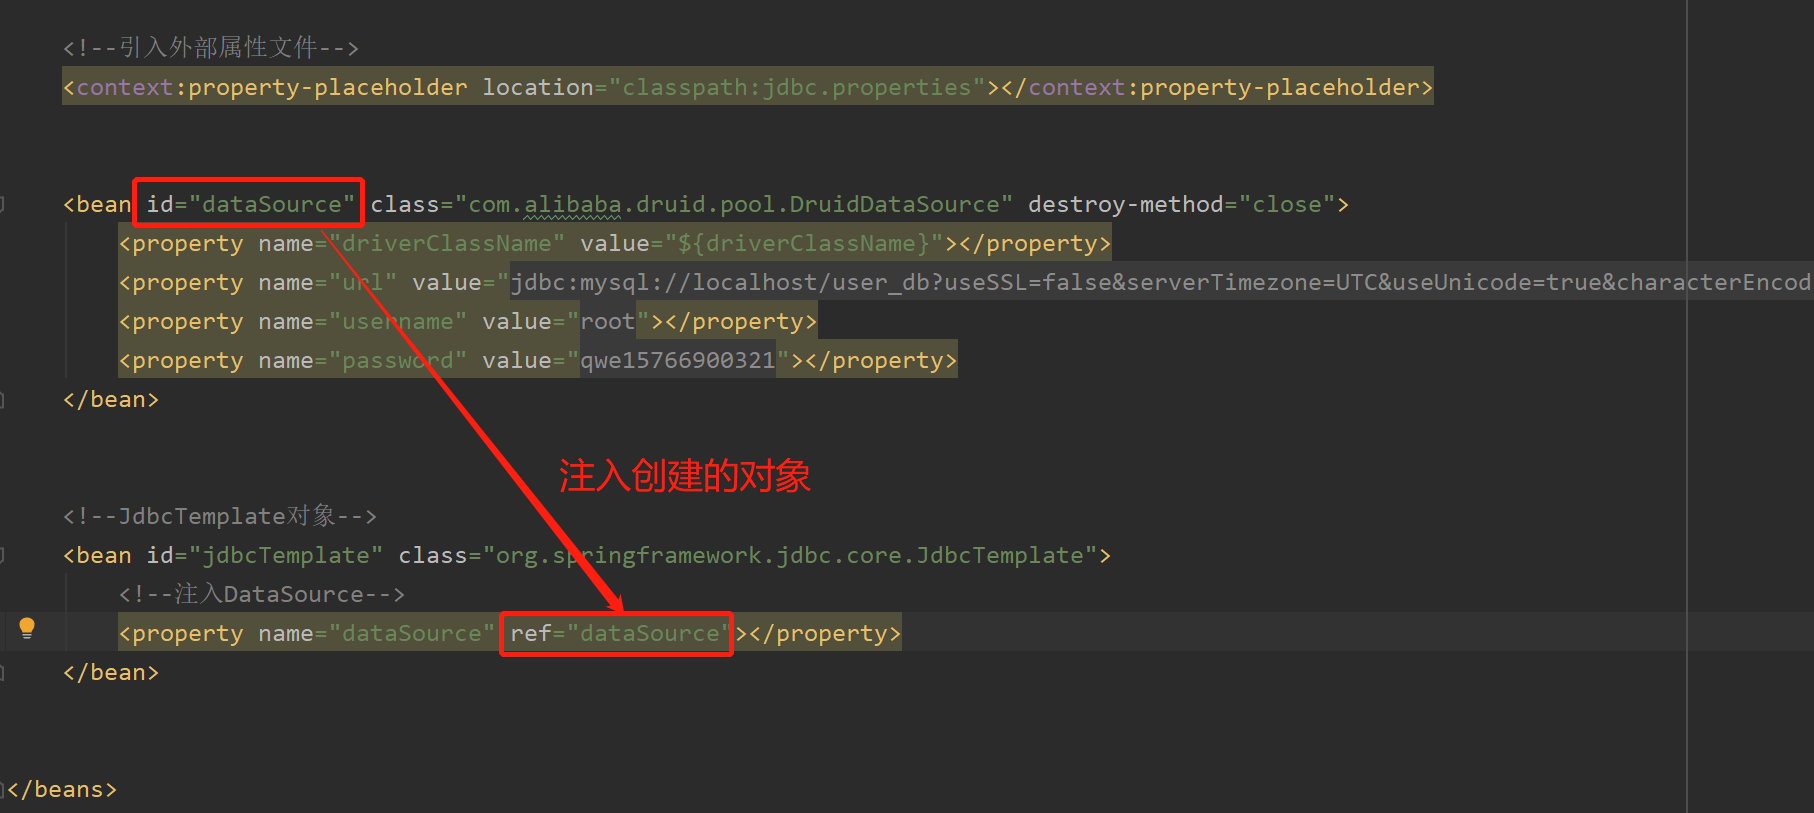 <!--引入外部属性文件-->
<context:property-placeholder location="classpath:jdbc.properties"></context:property-placeholder>
<bean id="dataSource" class="com.alibaba.druid.pool.DruidDataSource" destroy-method="close">
<property name="driverClassName" value="${driverClassName}"></property>
<property name="url" value="jdbc:mysql://localhost/user_db?useSSL=false&serverTimezone=UTC&useUnicode=true&characterEncod
<property name="username" value="root"></property>
<property name="password" value="qwe15766900321"></property>
</bean>
注入创建的对象
<!--JdbcTemplate对象-->
<bean id="jdbcTemplate" class="org.springframework.jdbc.core.JdbcTemplate">
<!--注入DataSource-->
<property name="dataSource" ref="dataSource"></property>
</bean>
</beans>